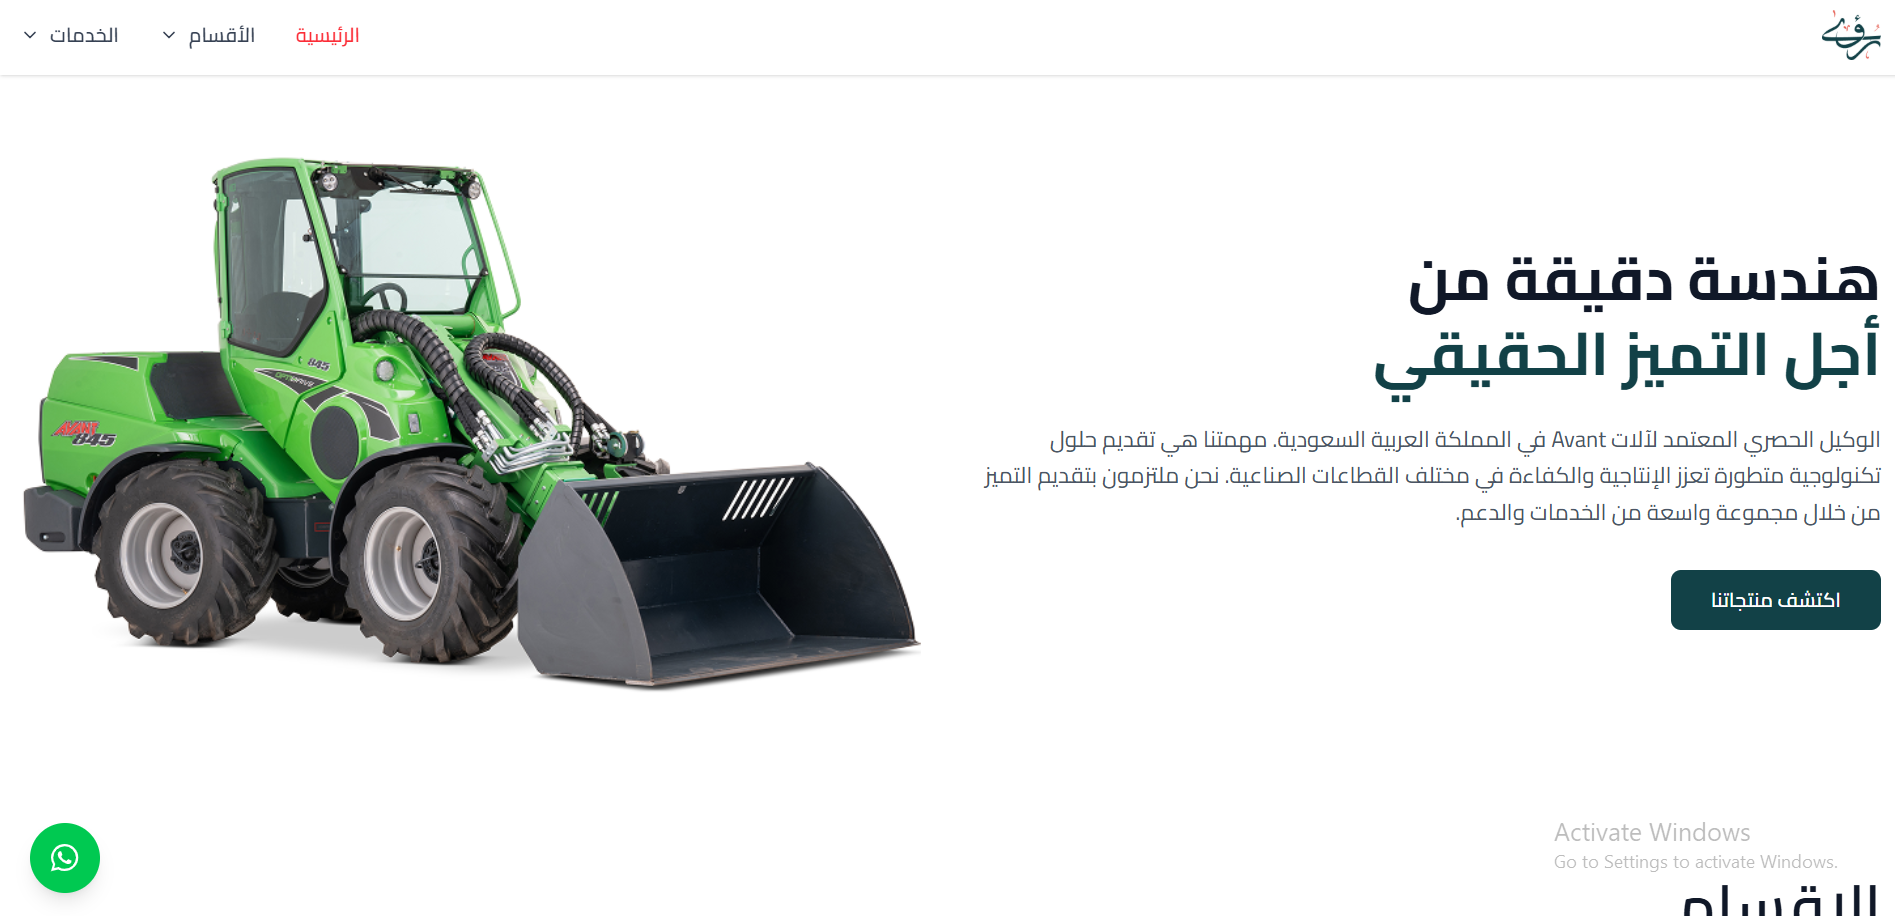 الرئيسية
الأقسام
الخدمات
هندسة دقيقة من
أجل التميز الحقيقي
الوكيل الحصري المعتمد لآلات Avant في المملكة العربية السعودية. مهمتنا هي تقديم حلول
تكنولوجية متطورة تعزز الإنتاجية والكفاءة في مختلف القطاعات الصناعية. نحن ملتزمون بتقديم التميز
من خلال مجموعة واسعة من الخدمات والدعم.
اكتشف منتجاتنا
845
OPTIDRIVE
AVANT
845
Activate Windows
Go to Settings to activate Windows.